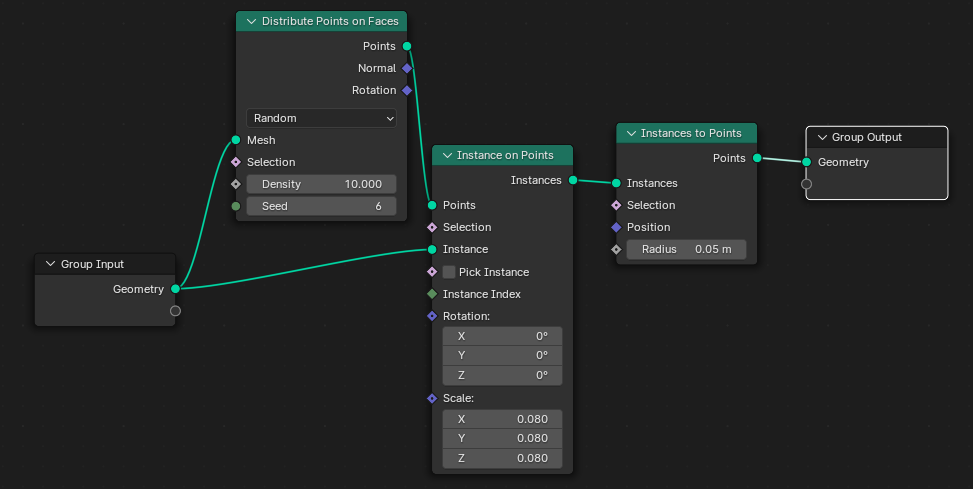 Distribute Points on Faces
Points
Normal
Rotation
Random
Mesh
Selection
Density 10.000
Seed 6
Group Input
Geometry
Instance on Points
Instances
Points
Selection
Instance
Pick Instance
Instance Index
Rotation:
X 0°
Y 0°
Z 0°
Scale:
X 0.080
Y 0.080
Z 0.080
Instances to Points
Points
Instances
Selection
Position
Radius 0.05 m
Group Output
Geometry